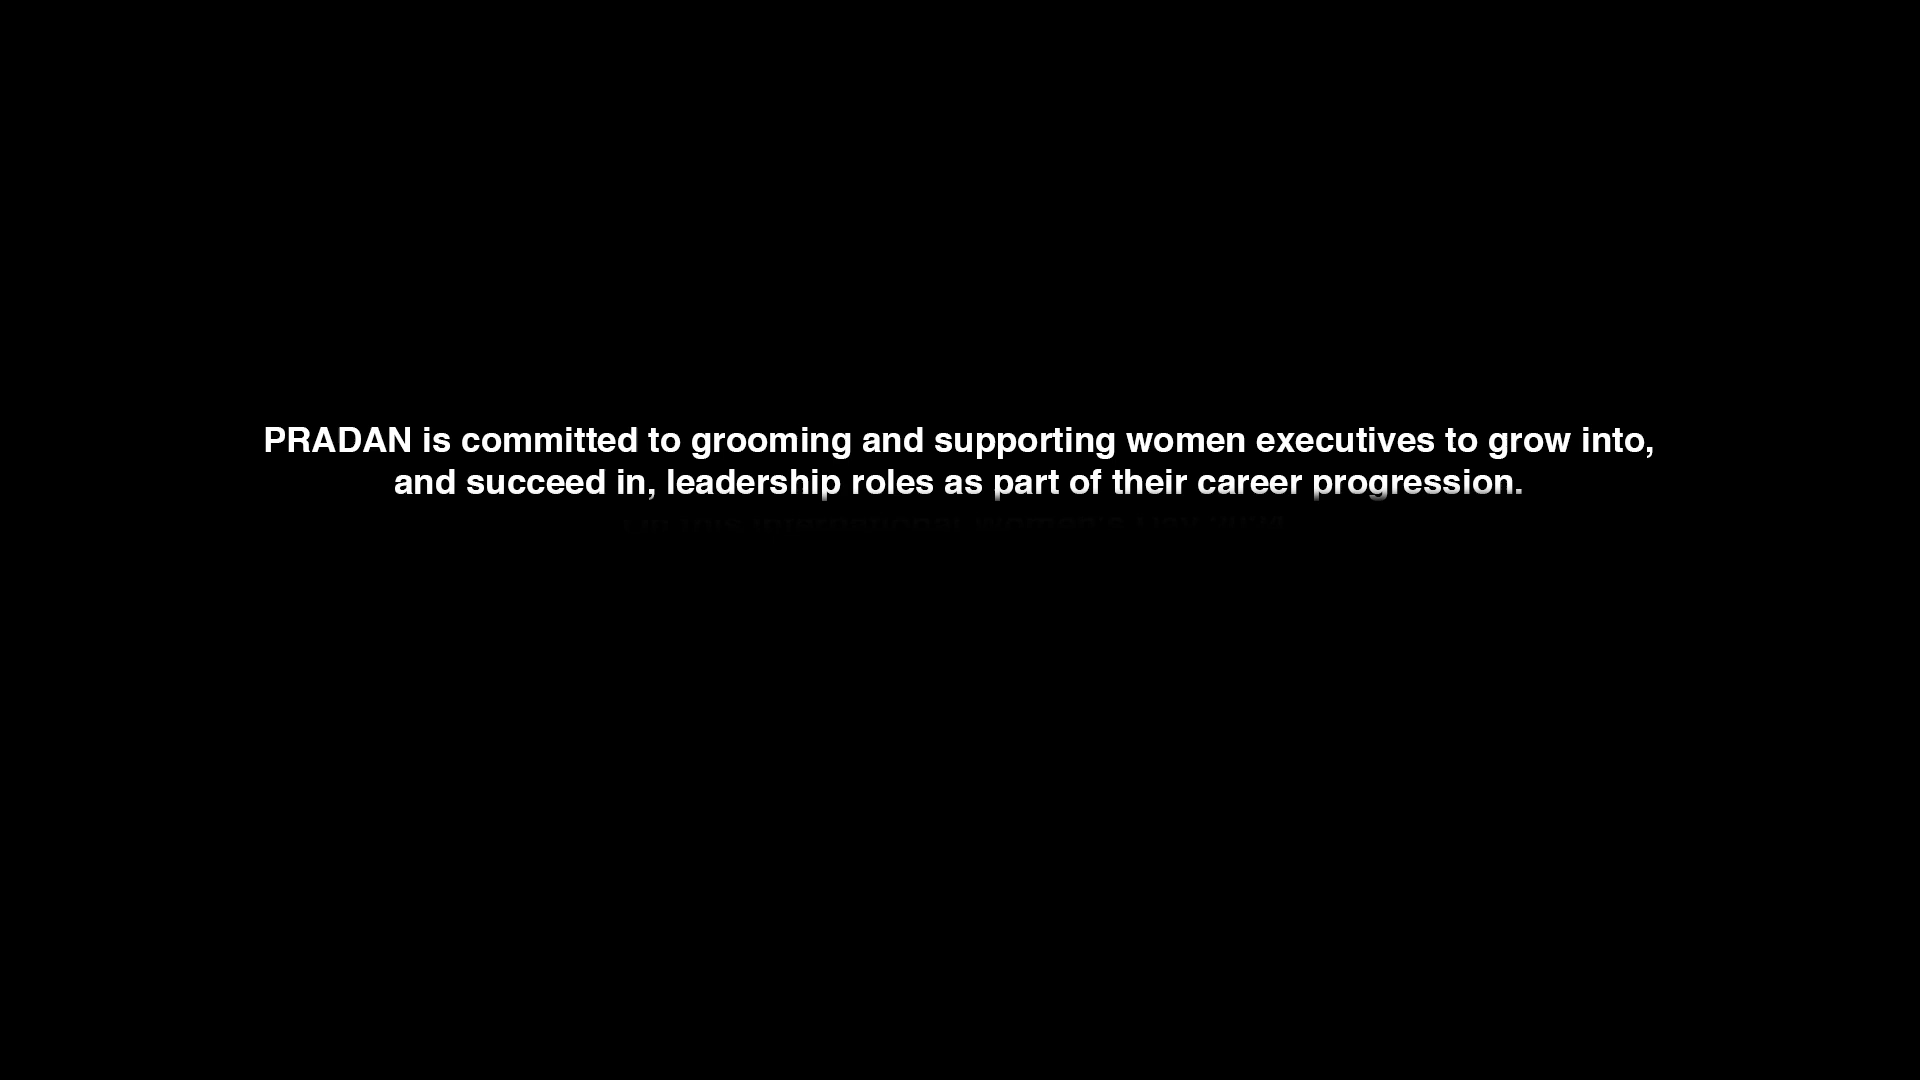 PRADAN is committed to grooming and supporting women executives to grow into,
and succeed in, leadership roles as part of their career progression.